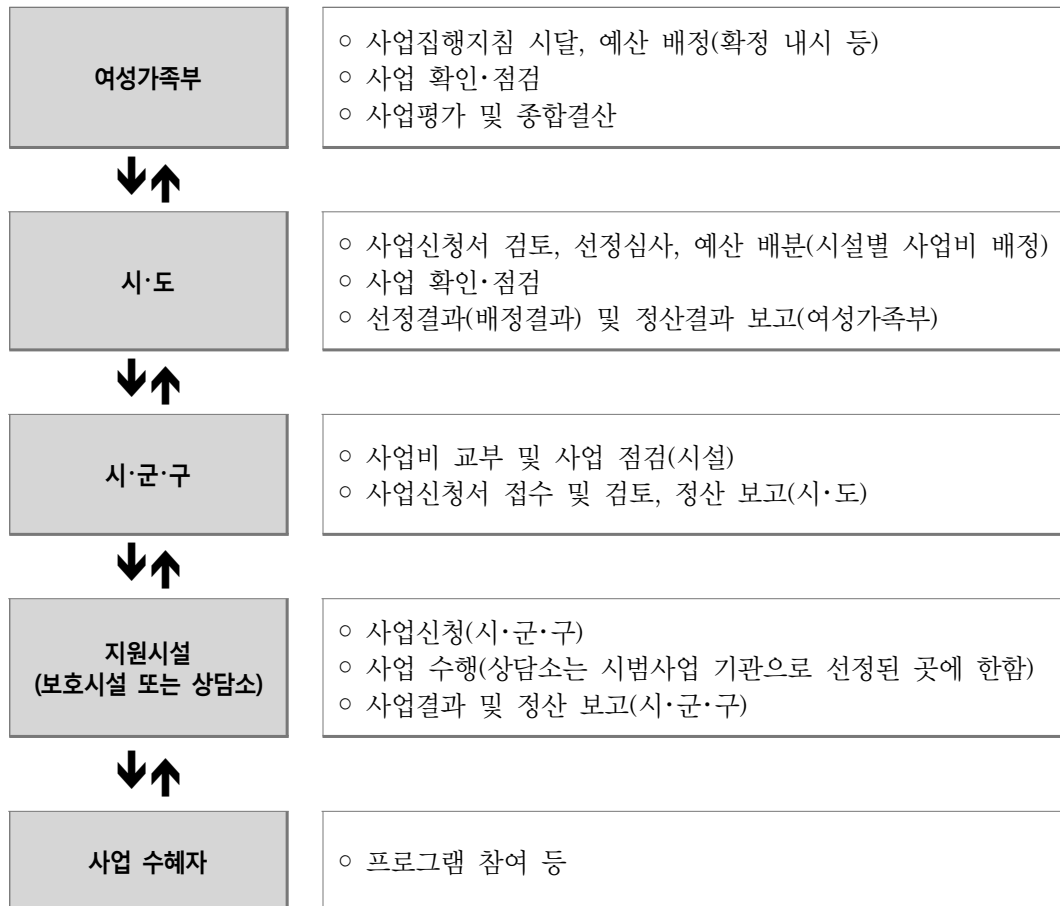 여성가족부
○ 사업집행지침 시달, 예산 배정(확정 내시 등)
○ 사업 확인･점검
○ 사업평가 및 종합결산
시·도
○ 사업신청서 검토, 선정심사, 예산 배분(시설별 사업비 배정)
○ 사업 확인･점검
○ 선정결과(배정결과) 및 정산결과 보고(여성가족부)
시·군·구
○ 사업비 교부 및 사업 점검(시설)
○ 사업신청서 접수 및 검토, 정산 보고(시･도)
지원시설
(보호시설 또는 상담소)
○ 사업신청(시･군･구)
○ 사업 수행(상담소는 시범사업 기관으로 선정된 곳에 한함)
○ 사업결과 및 정산 보고(시･군･구)
사업 수혜자
○ 프로그램 참여 등